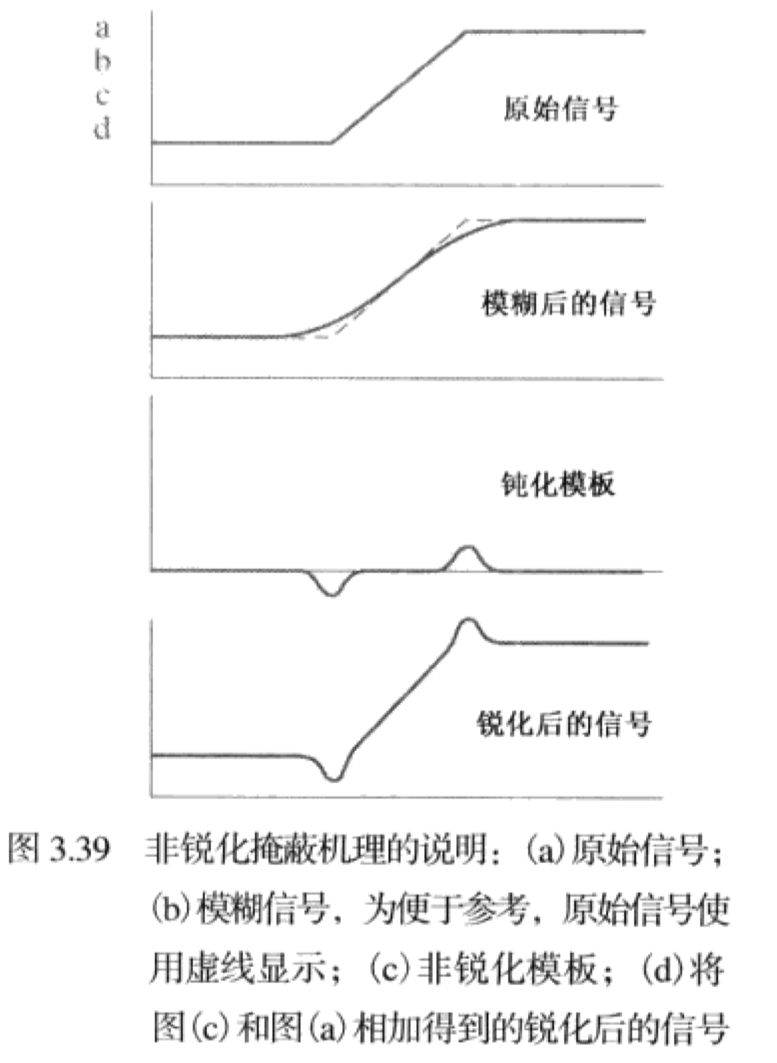 a
b
c
d
原始信号
模糊后的信号
钝化模板
锐化后的信号
图 3.39 非锐化掩蔽机理的说明：(a)原始信号；
(b)模糊信号，为便于参考，原始信号使
用虚线显示；(c)非锐化模板；(d)将
图(c)和图(a)相加得到的锐化后的信号